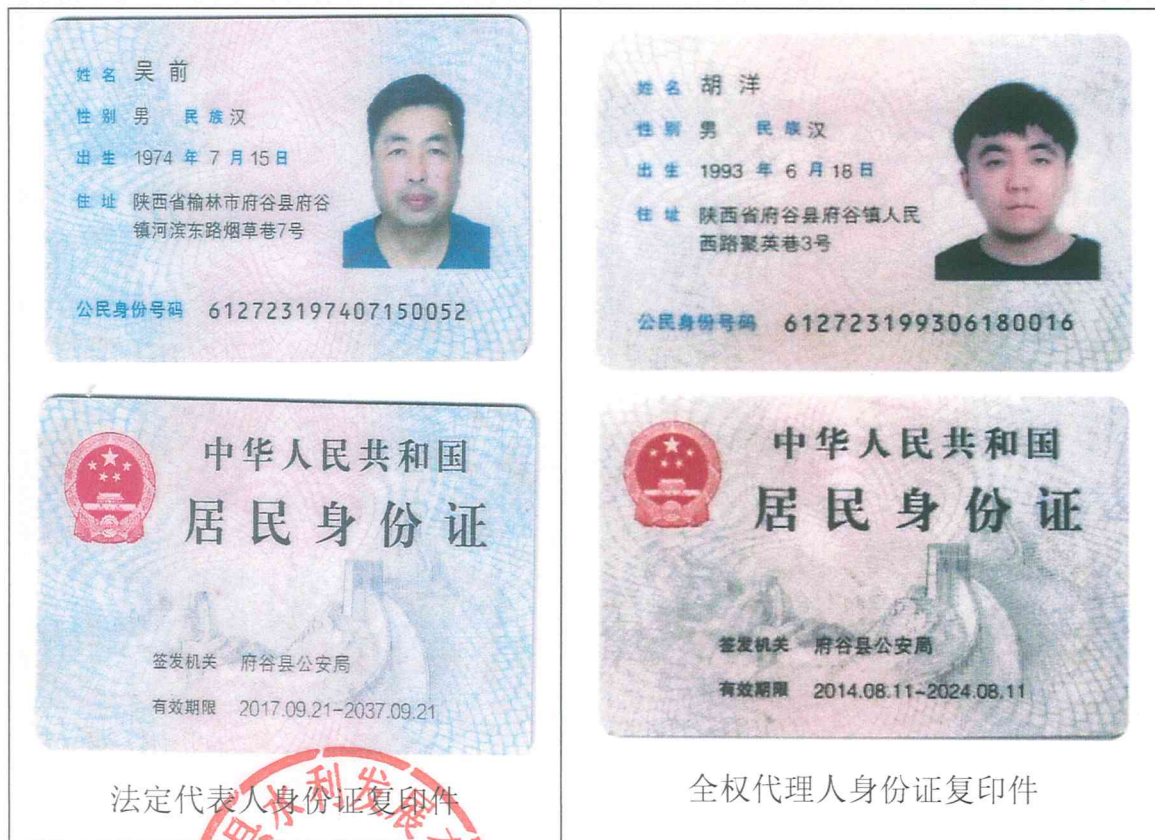 姓名 吴前
性别 男 民族汉
出生 1974 年 7 月 15 日
住址 陕西省榆林市府谷县府谷
镇河滨东路烟草巷7号
公民身份号码 612723197407150052
中华人民共和国
居民身份证
签发机关 府谷县公安局
有效期限 2017.09.21-2037.09.21
法定代表人身份证复印件
县水利发展
姓名 胡洋
性别 男 民族汉
出生 1993 年 6 月 18 日
住址 陕西省府谷县府谷镇人民
西路聚英巷3号
公民身份号码 612723199306180016
中华人民共和国
居民身份证
签发机关 府谷县公安局
有效期限 2014.08.11-2024.08.11
全权代理人身份证复印件